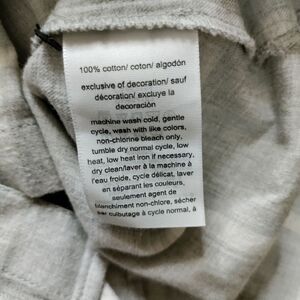 100% cotton/ coton/ algodón
exclusive of decoration/ sauf
décoration/ excluye la
decoración
machine wash cold, gentle
cycle, wash with like colors,
non-chlorine bleach only,
tumble dry normal cycle, low
heat, low heat iron if necessary,
dry clean/laver à la machine à
l'eau froide, cycle délicat, laver
en séparant les couleurs,
seulement agent de
blanchiment non-chlore, sécher
par culbutage à cycle normal, à